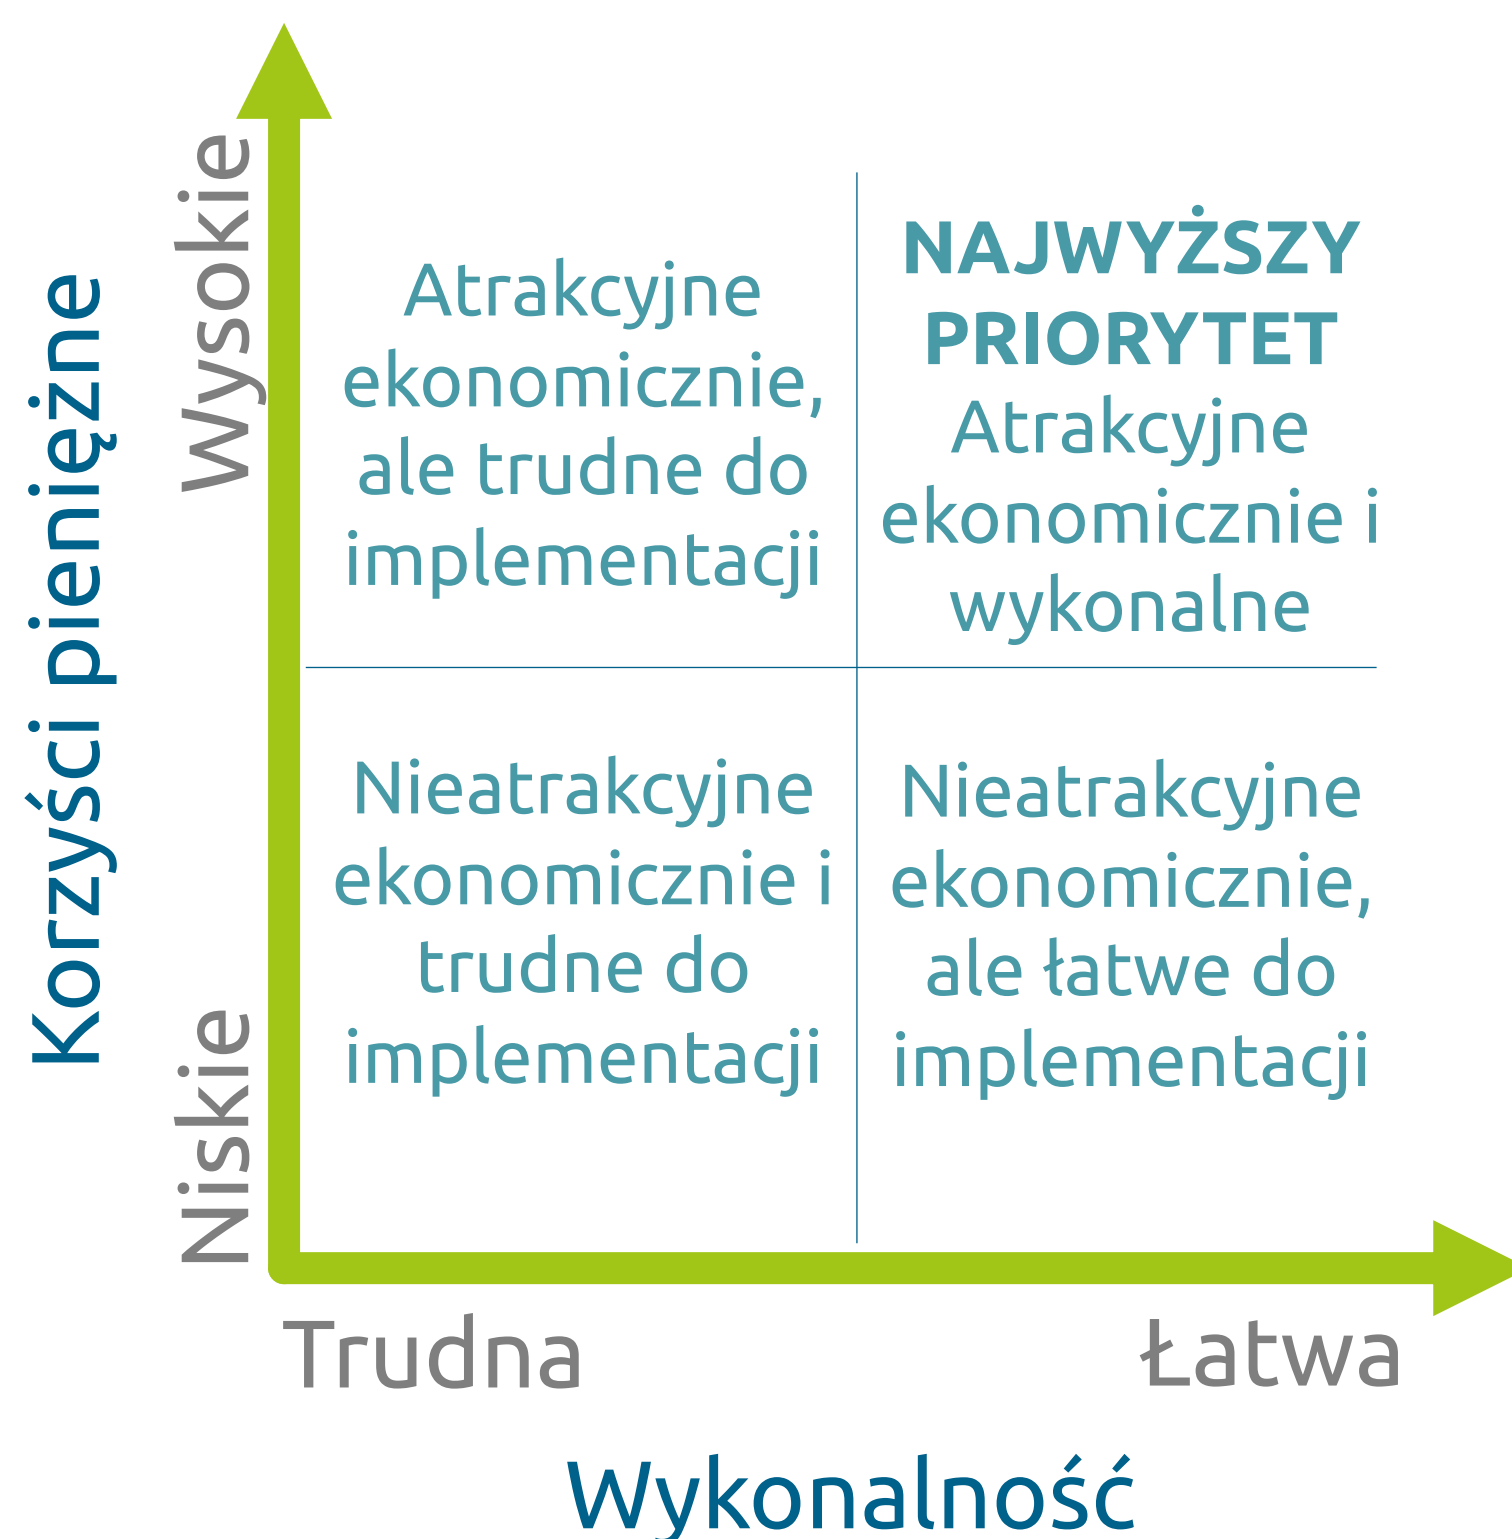 Korzyści pieniężne
Wysokie
Niskie
Atrakcyjne
ekonomicznie,
ale trudne do
implementacji
NAJWYŻSZY
PRIORYTET
Atrakcyjne
ekonomicznie i
wykonalne
Nieatrakcyjne
ekonomicznie i
trudne do
implementacji
Nieatrakcyjne
ekonomicznie,
ale łatwe do
implementacji
Trudna
Łatwa
Wykonalność